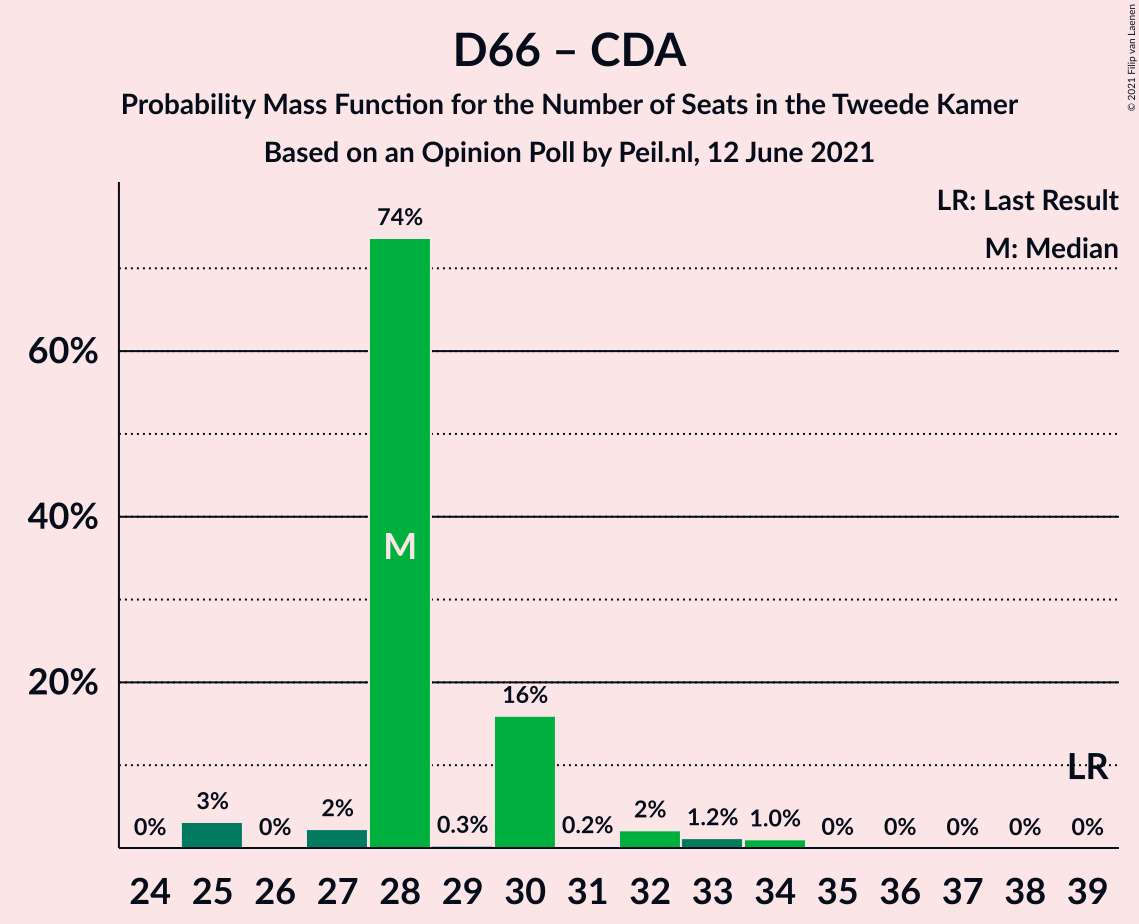 D66 – CDA
Probability Mass Function for the Number of Seats in the Tweede Kamer
Based on an Opinion Poll by Peil.nl, 12 June 2021
© 2021 Filip van Laenen
LR: Last Result
M: Median
60%
40%
20%
0% 3% 0% 2% 74% 0.3% 16% 0.2% 2% 1.2% 1.0% 0% 0% 0% 0% 0%
M
LR
24 25 26 27 28 29 30 31 32 33 34 35 36 37 38 39